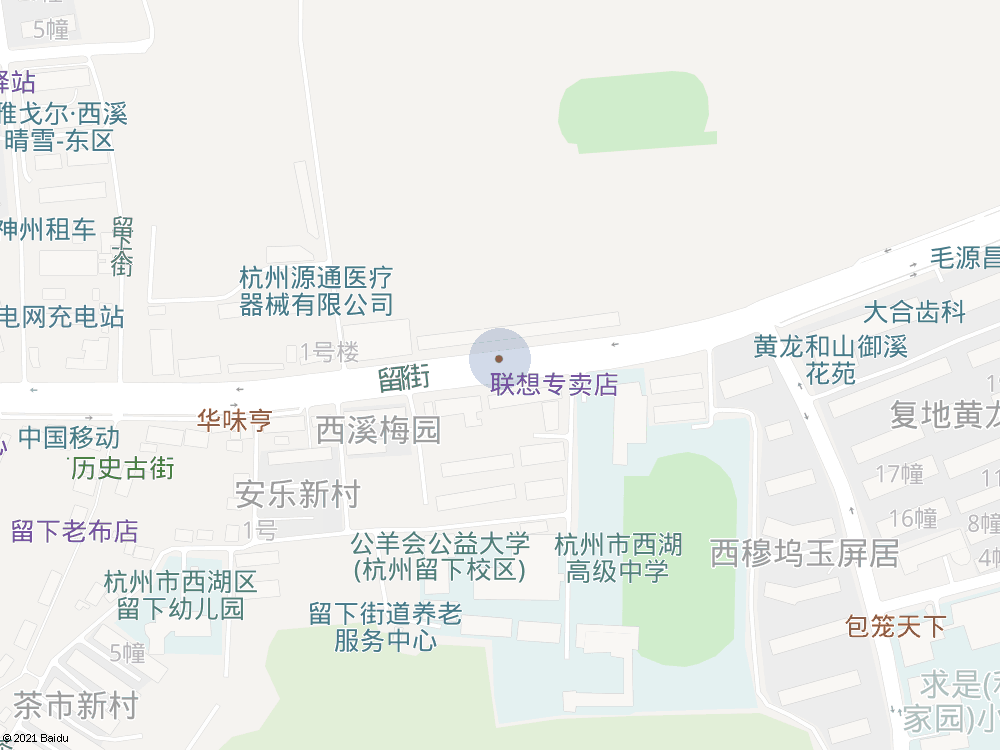 5幢
驿站
雅戈尔·西溪
晴雪-东区
神州租车
留下街
杭州源通医疗
器械有限公司
毛源昌
电网充电站
大合齿科
1号楼
黄龙和山御溪
花苑
留街
联想专卖店
华味亨
西溪梅园
复地黄龙
中国移动
心
历史古街
17幢
11
安乐新村
1号
16幢
8幢
留下老布店
公羊会公益大学
(杭州留下校区)
杭州市西湖
高级中学
西穆坞玉屏居
4幢
杭州市西湖区
留下幼儿园
留下街道养老
服务中心
包笼天下
5幢
求是(和
家园)小
茶市新村
© 2021 Baidu